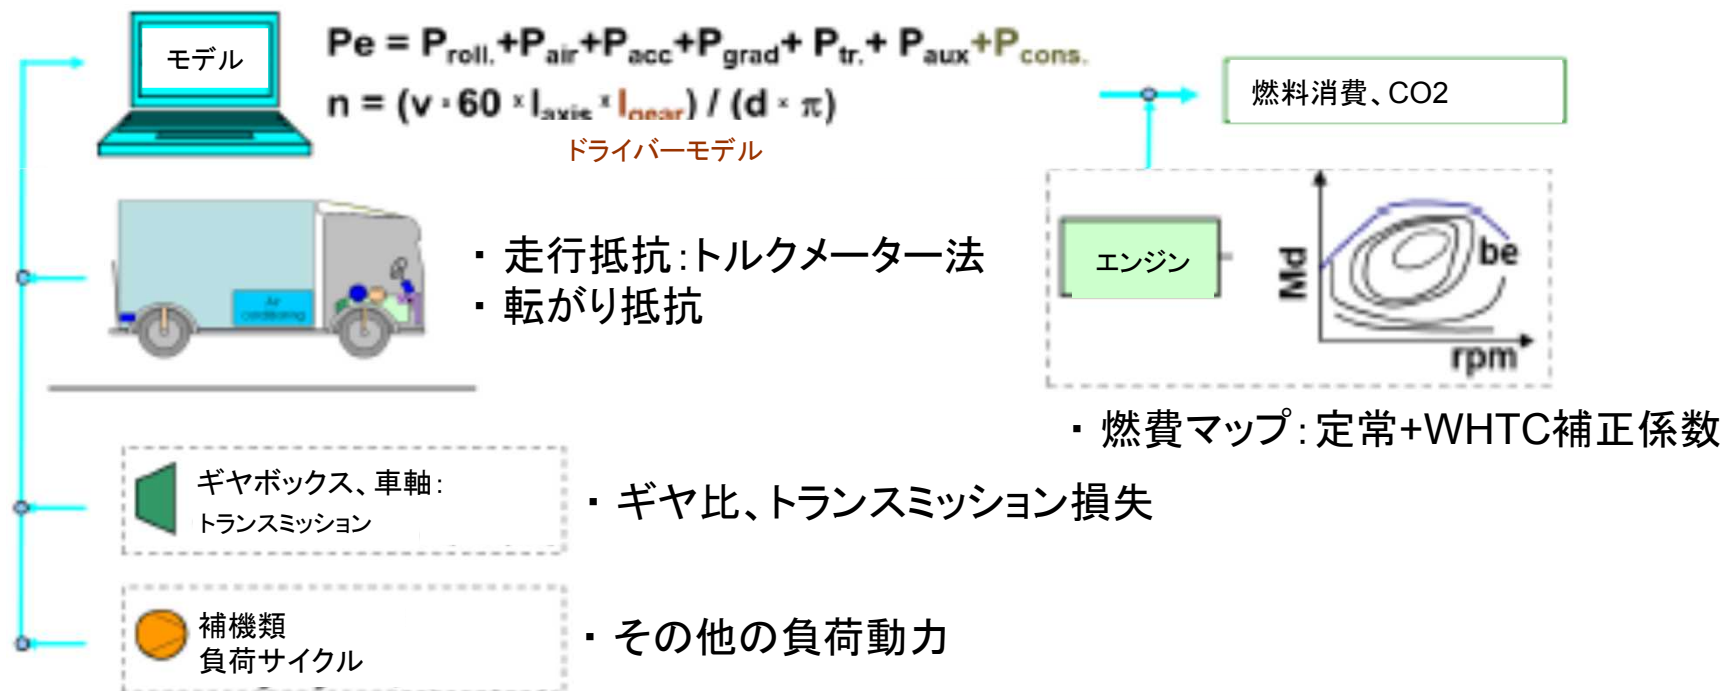 モデル
Pe = Proll.+Pair+Pacc+Pgrad+ Ptr.+ Paux+Pcons.
n = (v · 60 × Iaxis × Igear) / (d × π)
ドライバーモデル
燃料消費、CO2
Air
conditioning
・ 走行抵抗：トルクメーター法
・ 転がり抵抗
エンジン
Md
be
rpm
・ 燃費マップ：定常+WHTC補正係数
ギヤボックス、車軸：
トランスミッション
・ ギヤ比、トランスミッション損失
補機類
負荷サイクル
・ その他の負荷動力